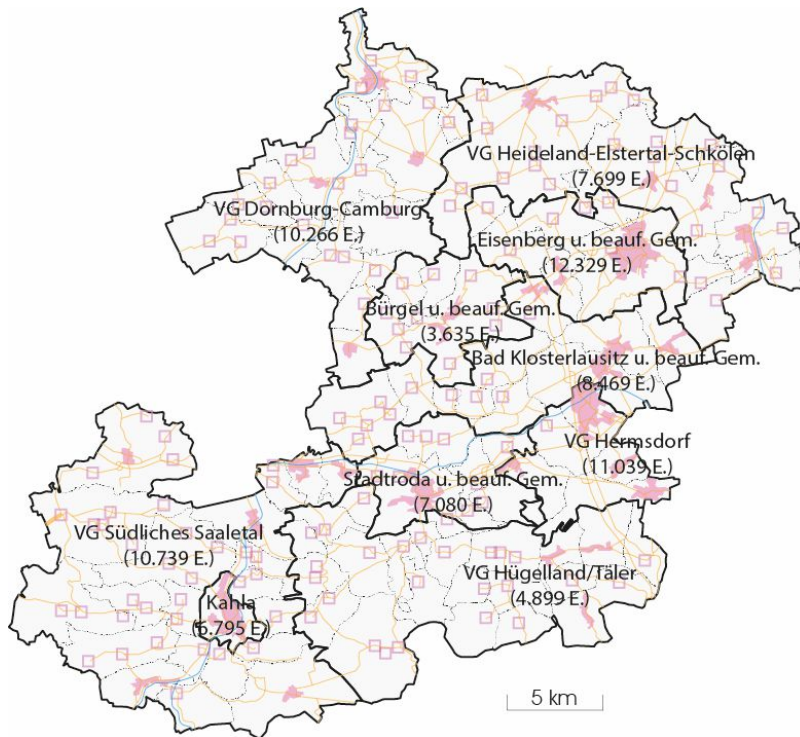 VG Heideland-Elstertal-Schkölen
(7.699 E.)
VG Dornburg-Camburg
(10.266 E.)
Eisenberg u. beauf. Gem.
(12.329 E.)
Bürgel u. beauf. Gem.
(3.635 E.)
Bad Klosterlausitz u. beauf. Gem.
(8.469 E.)
VG Hermsdorf
(11.039 E.)
Stadtroda u. beauf. Gem.
(7.080 E.)
VG Südliches Saaletal
(10.739 E.)
VG Hügelland/Täler
(4.899 E.)
Kahla
(6.795 E.)
5 km